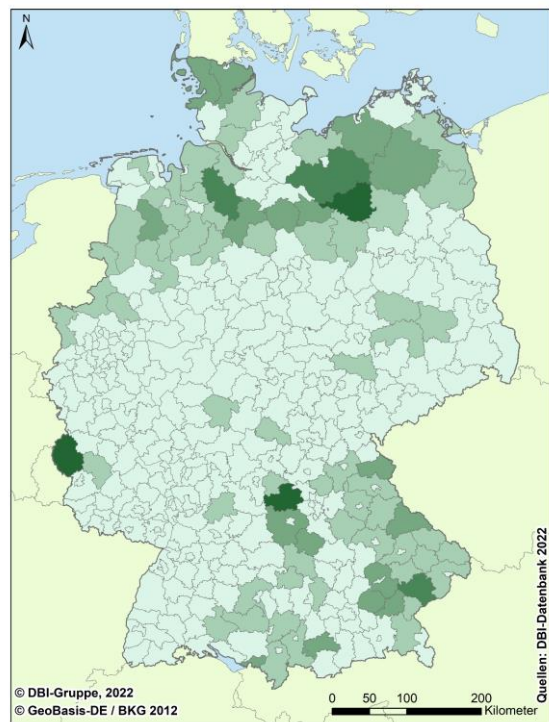 N
Quellen: DBI-Datenbank 2022
© DBI-Gruppe, 2022
© GeoBasis-DE / BKG 2012
0 50 100 200
Kilometer